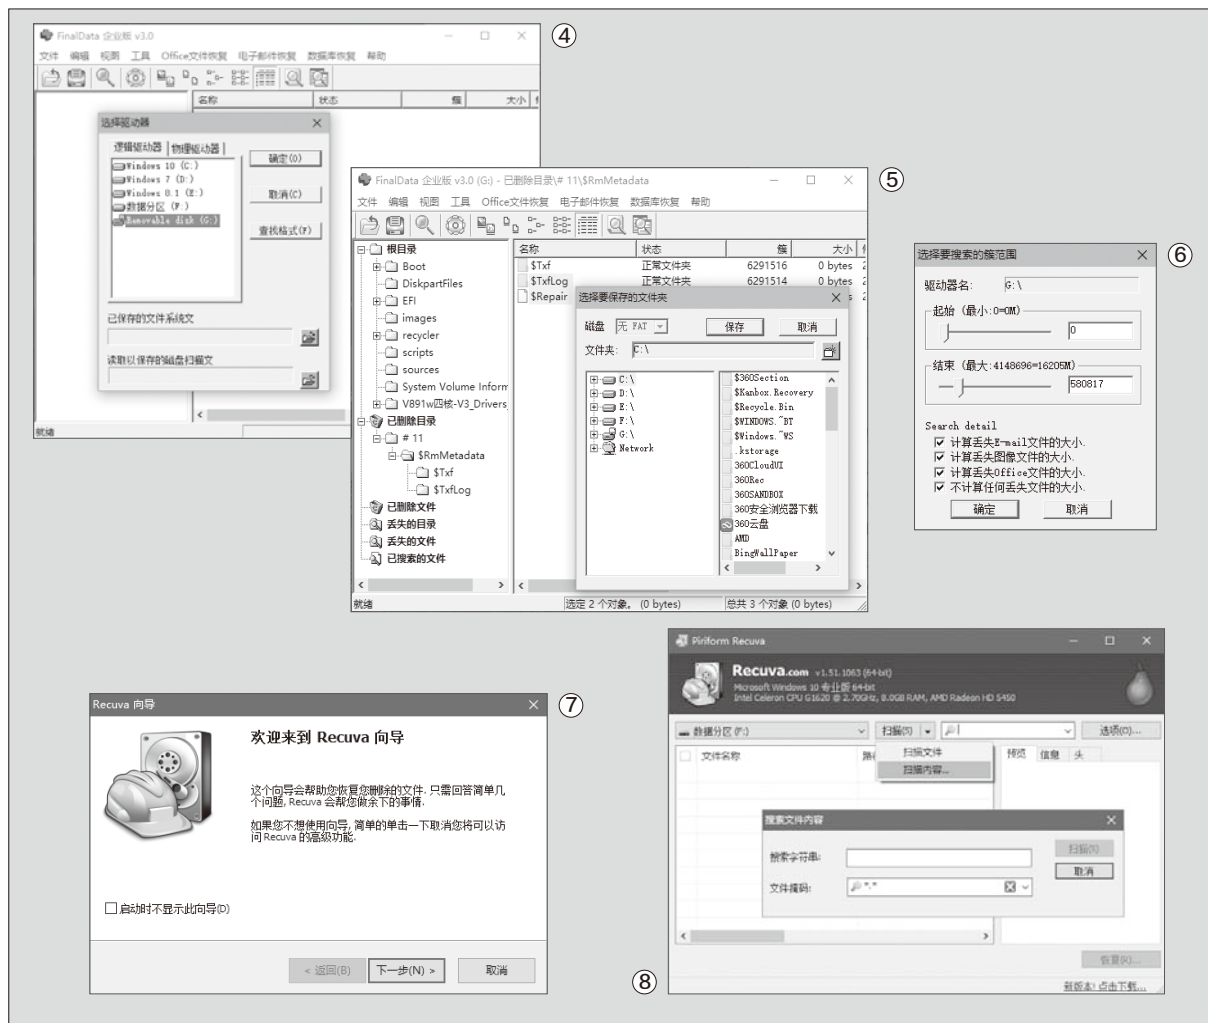 FinalData 企业版 v3.0
④
文件 编辑 视图 工具 Office文件恢复 电子邮件恢复 数据库恢复 帮助
名称 状态 簇 大小
选择驱动器
逻辑驱动器 物理驱动器
Windows 10 (C:)
Windows 7 (D:)
Windows 8.1 (E:)
数据分区 (F:)
Removable disk (G:)
确定(O)
取消(C)
查找格式(F)
已保存的文件系统文
读取以保存的磁盘扫描文
就绪
FinalData 企业版 v3.0 (G:) - 已删除目录\# 11\$RmMetadata
⑤
文件 编辑 视图 工具 Office文件恢复 电子邮件恢复 数据库恢复 帮助
根目录
Boot
DiskpartFiles
EFI
images
recycler
scripts
sources
System Volume Inform
V891w四核-V3_Drivers
已删除目录
# 11
$RmMetadata
$Txf
$TxfLog
已删除文件
丢失的目录
丢失的文件
已搜索的文件
名称 状态 簇 大小
$Txf 正常文件夹 6291516 0 bytes 2
$TxfLog 正常文件夹 6291514 0 bytes 2
$Repair
选择要保存的文件夹
磁盘 无 FAT 保存 取消
文件夹: C:\
C:\
D:\
E:\
F:\
G:\
Network
$360Section
$Kanbox.Recovery
$Recycle.Bin
$WINDOWS.~BT
$Windows.~WS
.kstorage
360CloudUI
360Rec
360SANDBOX
360安全浏览器下载
360云盘
AMD
BingWallPaper
就绪 选定 2 个对象。 (0 bytes) 总共 3 个对象 (0 bytes)
选择要搜索的簇范围
⑥
驱动器名: G:\
起始 (最小:0=0M)
0
结束 (最大:4148696=16205M)
580817
Search detail
计算丢失E-mail文件的大小.
计算丢失图像文件的大小.
计算丢失Office文件的大小.
不计算任何丢失文件的大小.
确定 取消
Recuva 向导
⑦
欢迎来到 Recuva 向导
这个向导会帮助您恢复您删除的文件. 只需回答简单几
个问题, Recuva 会帮您做余下的事情.
如果您不想使用向导, 简单的单击一下取消您将可以访
问 Recuva 的高级功能.
启动时不显示此向导(D)
< 返回(B) 下一步(N) > 取消
Piriform Recuva
Recuva.com v1.51.1063 (64-bit)
Microsoft Windows 10 专业版 64-bit
Intel Celeron CPU G1620 @ 2.70GHz, 8.0GB RAM, AMD Radeon HD 5450
数据分区 (F:) 扫描(S) 选项(O)...
扫描文件
扫描内容...
文件名称 路 预览 信息 头
搜索文件内容
搜索字符串: 扫描(S)
取消
文件掩码: *.*
恢复(R)...
新版本! 点击下载...
⑧